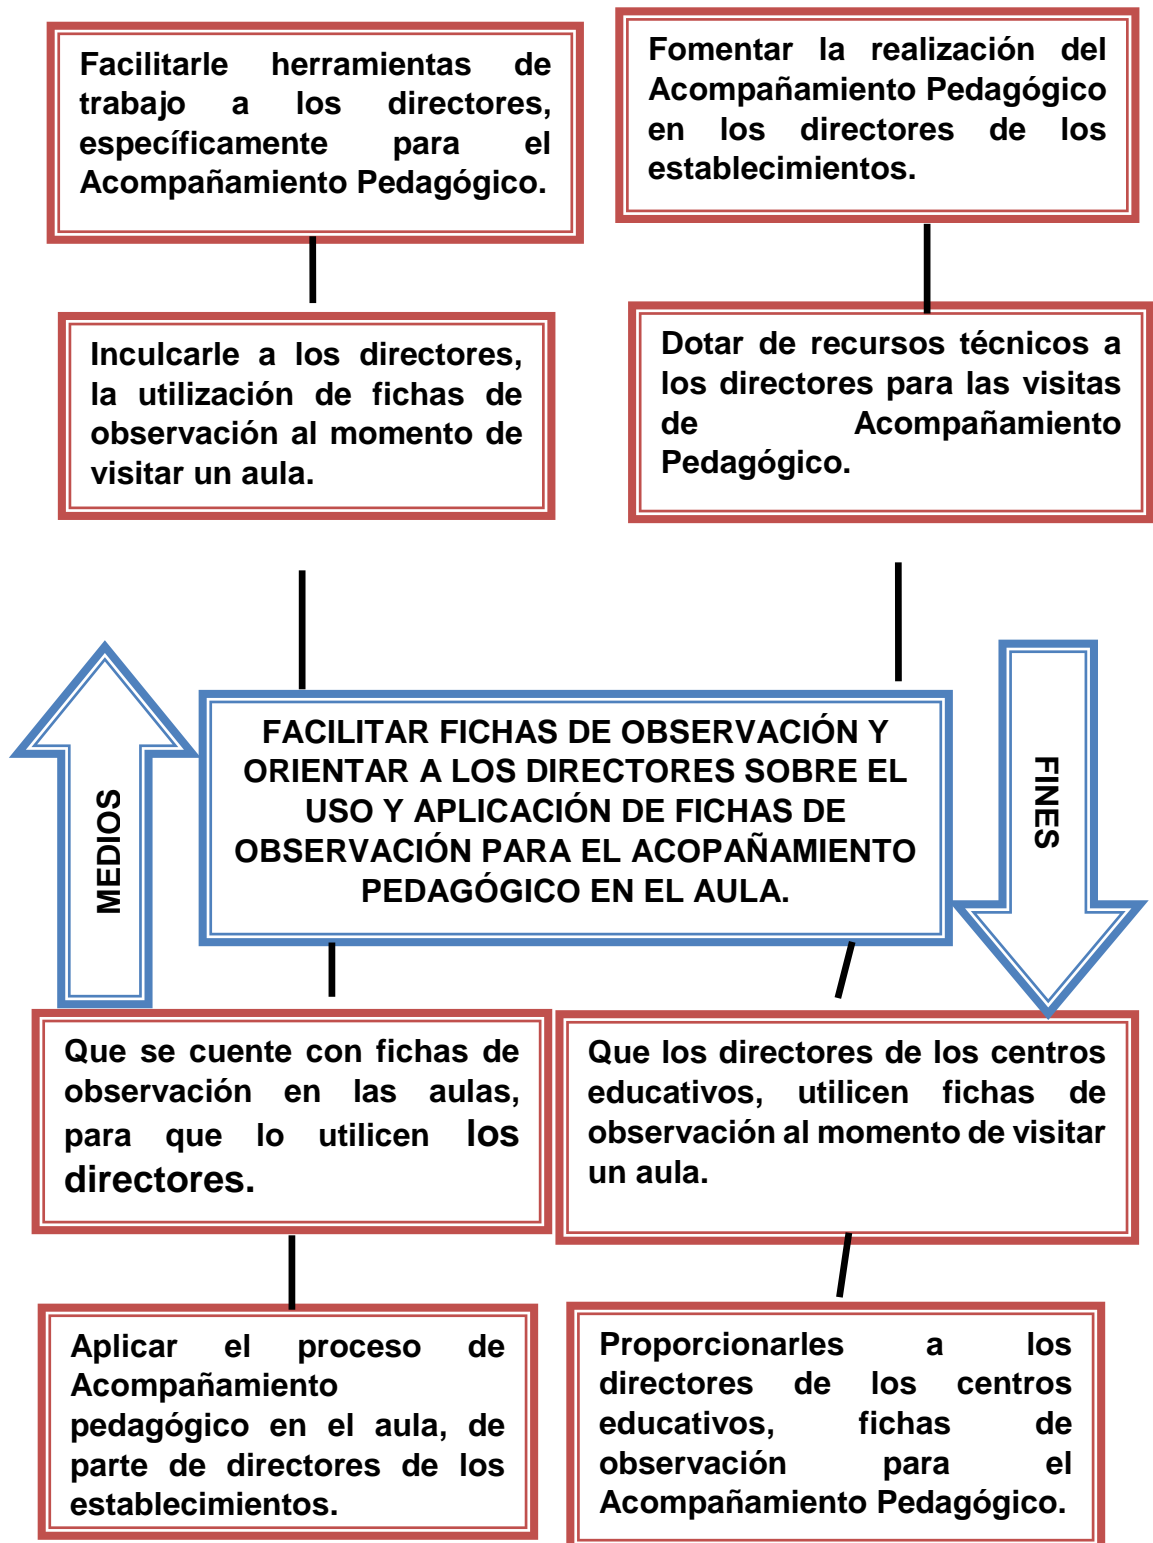 Facilitarle herramientas de
trabajo a los directores,
específicamente para el
Acompañamiento Pedagógico.
Fomentar la realización del
Acompañamiento Pedagógico
en los directores de los
establecimientos.
Inculcarle a los directores,
la utilización de fichas de
observación al momento de
visitar un aula.
Dotar de recursos técnicos a
los directores para las visitas
de Acompañamiento
Pedagógico.
MEDIOS
FACILITAR FICHAS DE OBSERVACIÓN Y
ORIENTAR A LOS DIRECTORES SOBRE EL
USO Y APLICACIÓN DE FICHAS DE
OBSERVACIÓN PARA EL ACOPAÑAMIENTO
PEDAGÓGICO EN EL AULA.
FINES
Que se cuente con fichas de
observación en las aulas,
para que lo utilicen los
directores.
Que los directores de los centros
educativos, utilicen fichas de
observación al momento de visitar
un aula.
Aplicar el proceso de
Acompañamiento
pedagógico en el aula, de
parte de directores de los
establecimientos.
Proporcionarles a los
directores de los centros
educativos, fichas de
observación para el
Acompañamiento Pedagógico.